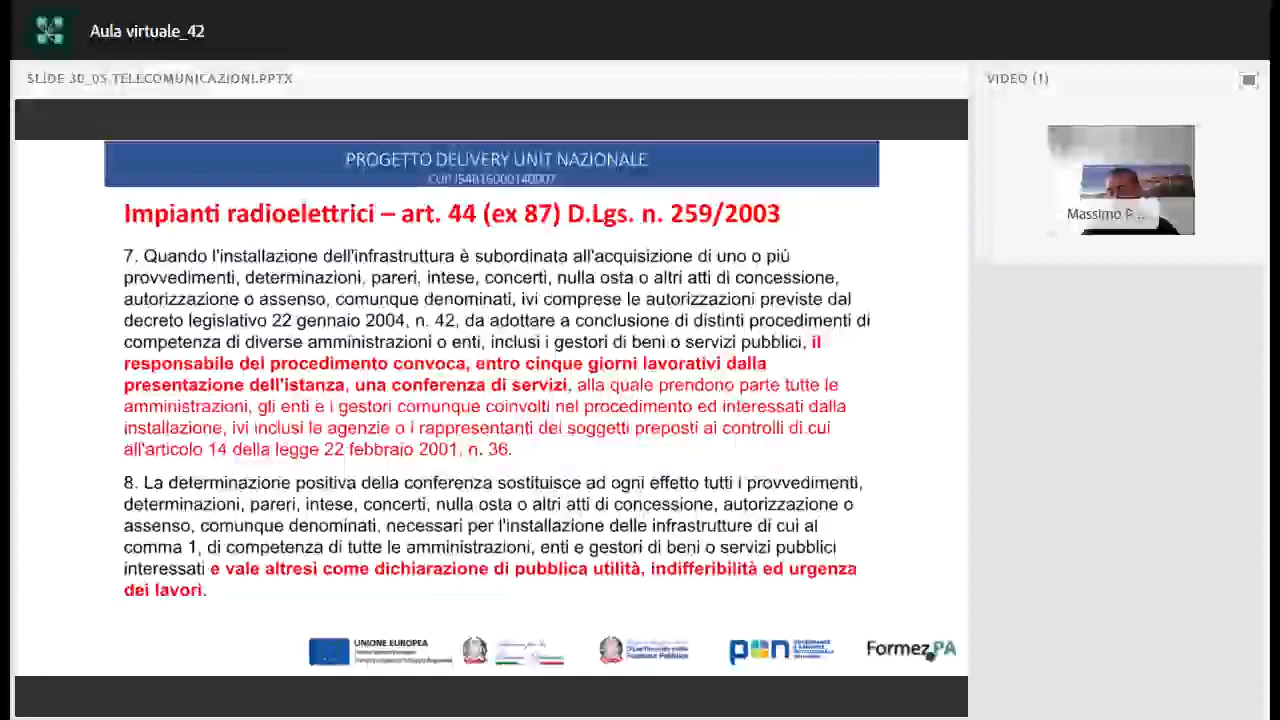 Aula virtuale_42
SLIDE 30_05 TELECOMUNICAZIONI.PPTX
VIDEO (1)
PROGETTO DELIVERY UNIT NAZIONALE
CUP J54B16000140007
Massimo P...
Impianti radioelettrici – art. 44 (ex 87) D.Lgs. n. 259/2003
7. Quando l'installazione dell'infrastruttura è subordinata all'acquisizione di uno o più
provvedimenti, determinazioni, pareri, intese, concerti, nulla osta o altri atti di concessione,
autorizzazione o assenso, comunque denominati, ivi comprese le autorizzazioni previste dal
decreto legislativo 22 gennaio 2004, n. 42, da adottare a conclusione di distinti procedimenti di
competenza di diverse amministrazioni o enti, inclusi i gestori di beni o servizi pubblici, il
responsabile del procedimento convoca, entro cinque giorni lavorativi dalla
presentazione dell'istanza, una conferenza di servizi, alla quale prendono parte tutte le
amministrazioni, gli enti e i gestori comunque coinvolti nel procedimento ed interessati dalla
installazione, ivi inclusi le agenzie o i rappresentanti dei soggetti preposti ai controlli di cui
all'articolo 14 della legge 22 febbraio 2001, n. 36.
8. La determinazione positiva della conferenza sostituisce ad ogni effetto tutti i provvedimenti,
determinazioni, pareri, intese, concerti, nulla osta o altri atti di concessione, autorizzazione o
assenso, comunque denominati, necessari per l'installazione delle infrastrutture di cui al
comma 1, di competenza di tutte le amministrazioni, enti e gestori di beni o servizi pubblici
interessati e vale altresì come dichiarazione di pubblica utilità, indifferibilità ed urgenza
dei lavori.
UNIONE EUROPEA
pon
Formez PA